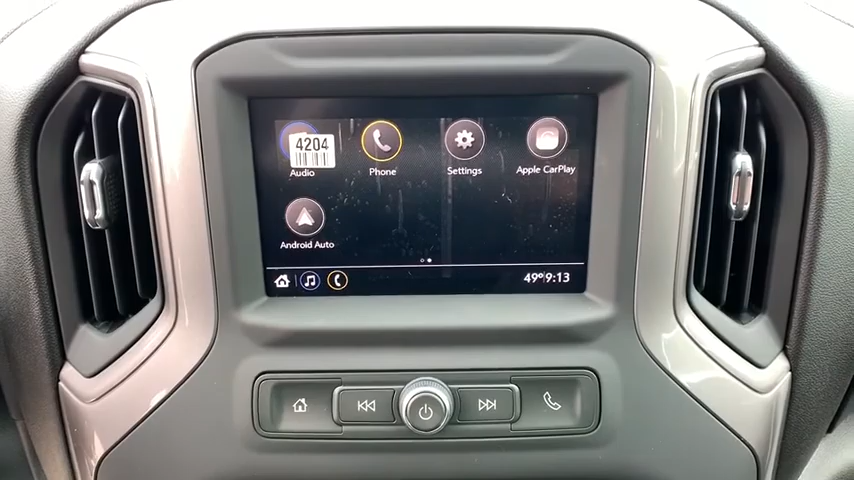 4204
Audio
Phone
Settings
Apple CarPlay
Android Auto
49° 9:13